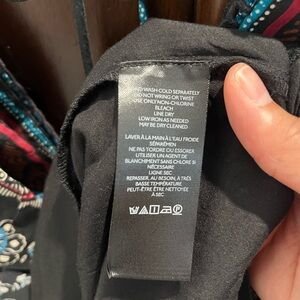 HAND WASH COLD SEPARATELY
DO NOT WRING OR TWIST
USE ONLY NON-CHLORINE
BLEACH
LINE DRY
LOW IRON AS NEEDED
MAY BE DRY CLEANED
LAVER À LA MAIN À L'EAU FROIDE
SÉPARÉMEN
NE PAS TORDRE OU ESSORER
UTILISER UN AGENT DE
BLANCHIMENT SANS CHLORE SI
NÉCESSAIRE
LIGNE SEC
REPASSER, AU BESOIN, À TRÈS
BASSE TEMPÉRATURE
PEUT-ÊTRE ÊTRE NETTOYÉE
À SEC